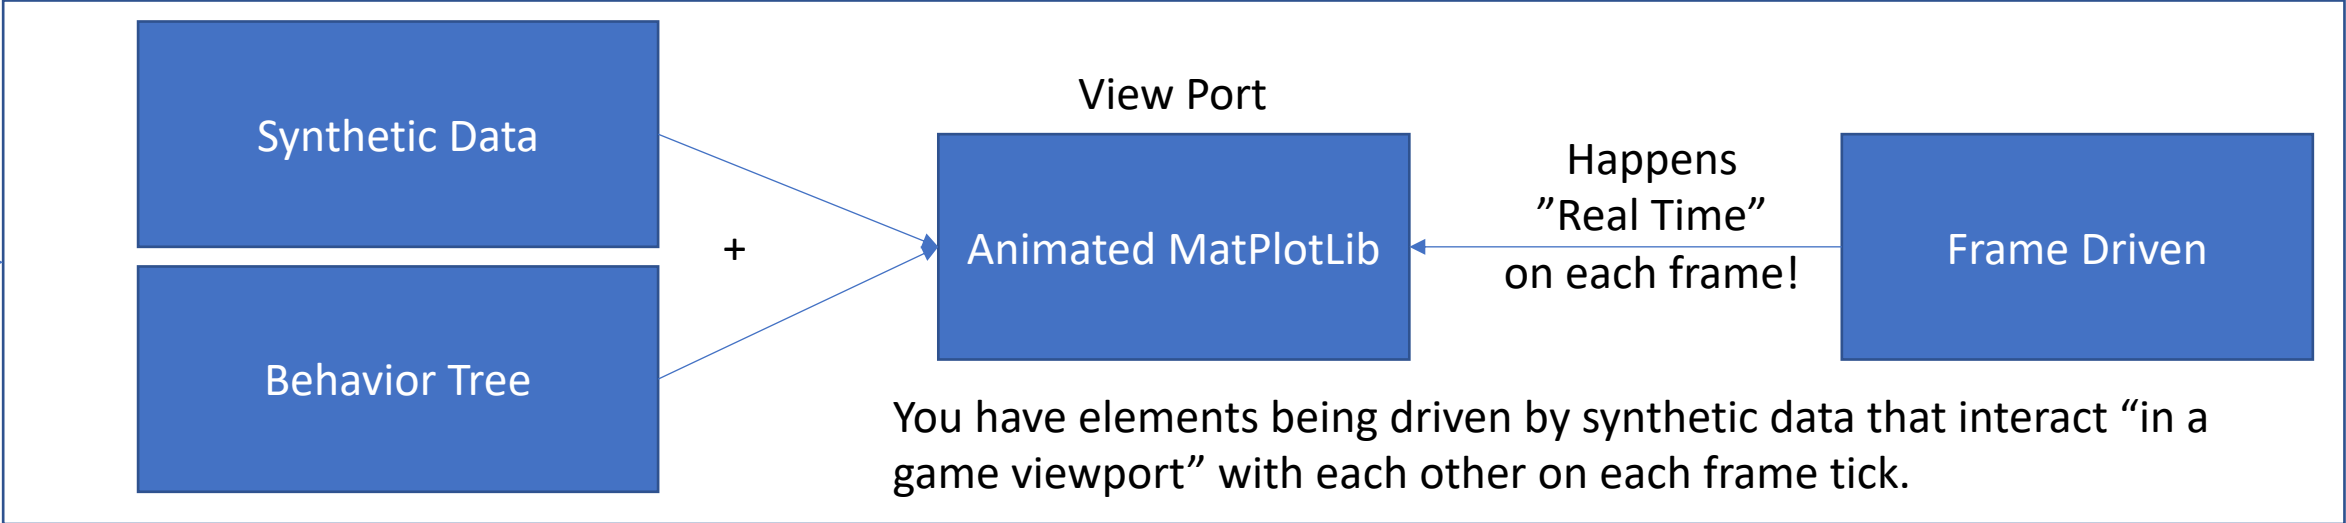 Synthetic Data
Behavior Tree
+
View Port
Animated MatPlotLib
Happens
”Real Time”
on each frame!
Frame Driven
You have elements being driven by synthetic data that interact “in a
game viewport” with each other on each frame tick.